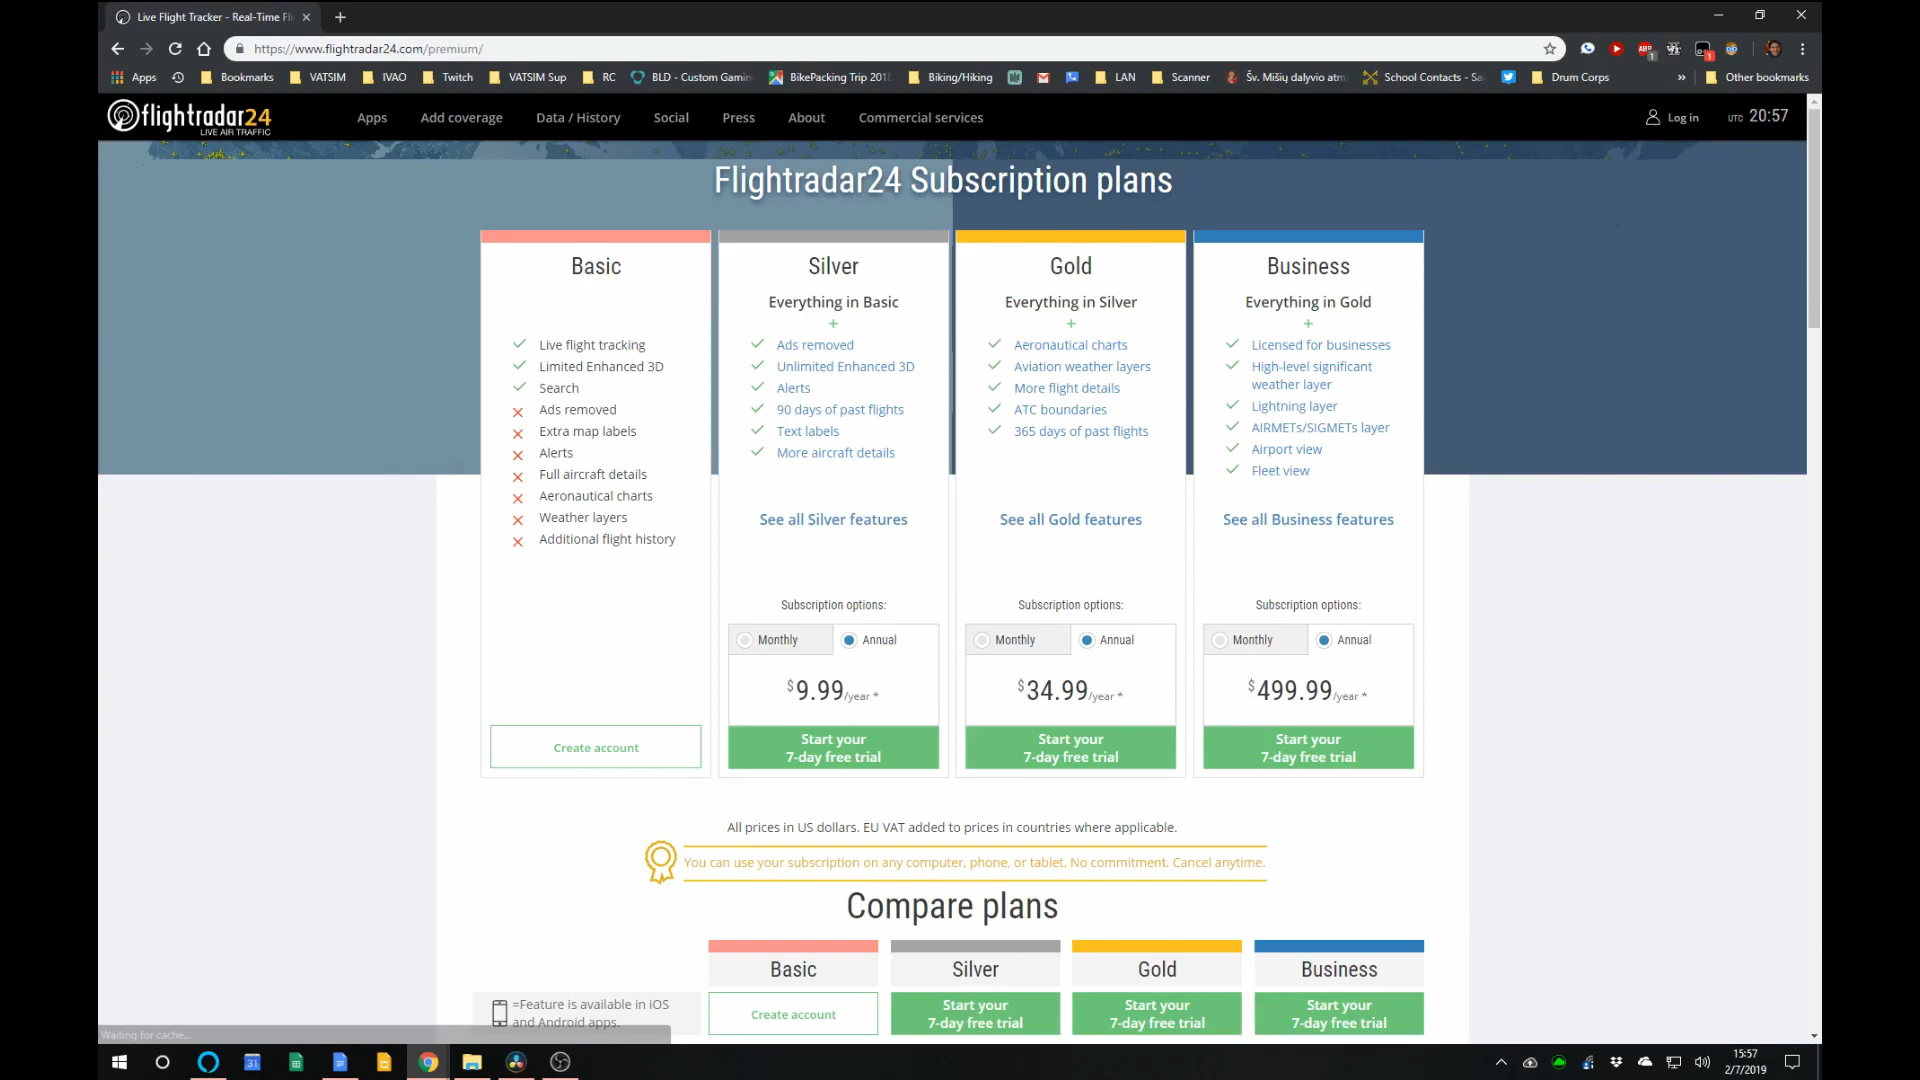 Live Flight Tracker - Real-Time Fl
https://www.flightradar24.com/premium/
Apps
Bookmarks
VATSIM
IVAO
Twitch
VATSIM Sup
RC
BLD - Custom Gamin
BikePacking Trip 201
Biking/Hiking
LAN
Scanner
Šv. Mišių dalyvio atm
School Contacts - Sa
Drum Corps
»
Other bookmarks
flightradar24
LIVE AIR TRAFFIC
Apps
Add coverage
Data / History
Social
Press
About
Commercial services
Log in
UTC 20:57
Flightradar24 Subscription plans
Basic
Live flight tracking
Limited Enhanced 3D
Search
Ads removed
Extra map labels
Alerts
Full aircraft details
Aeronautical charts
Weather layers
Additional flight history
Create account
Silver
Everything in Basic
+
Ads removed
Unlimited Enhanced 3D
Alerts
90 days of past flights
Text labels
More aircraft details
See all Silver features
Subscription options:
Monthly
Annual
$9.99/year *
Start your
7-day free trial
Gold
Everything in Silver
+
Aeronautical charts
Aviation weather layers
More flight details
ATC boundaries
365 days of past flights
See all Gold features
Subscription options:
Monthly
Annual
$34.99/year *
Start your
7-day free trial
Business
Everything in Gold
+
Licensed for businesses
High-level significant
weather layer
Lightning layer
AIRMETs/SIGMETs layer
Airport view
Fleet view
See all Business features
Subscription options:
Monthly
Annual
$499.99/year *
Start your
7-day free trial
All prices in US dollars. EU VAT added to prices in countries where applicable.
You can use your subscription on any computer, phone, or tablet. No commitment. Cancel anytime.
Compare plans
Basic
Silver
Gold
Business
=Feature is available in iOS
and Android apps.
Create account
Start your
7-day free trial
Start your
7-day free trial
Start your
7-day free trial
Waiting for cache...
31
15:57
2/7/2019